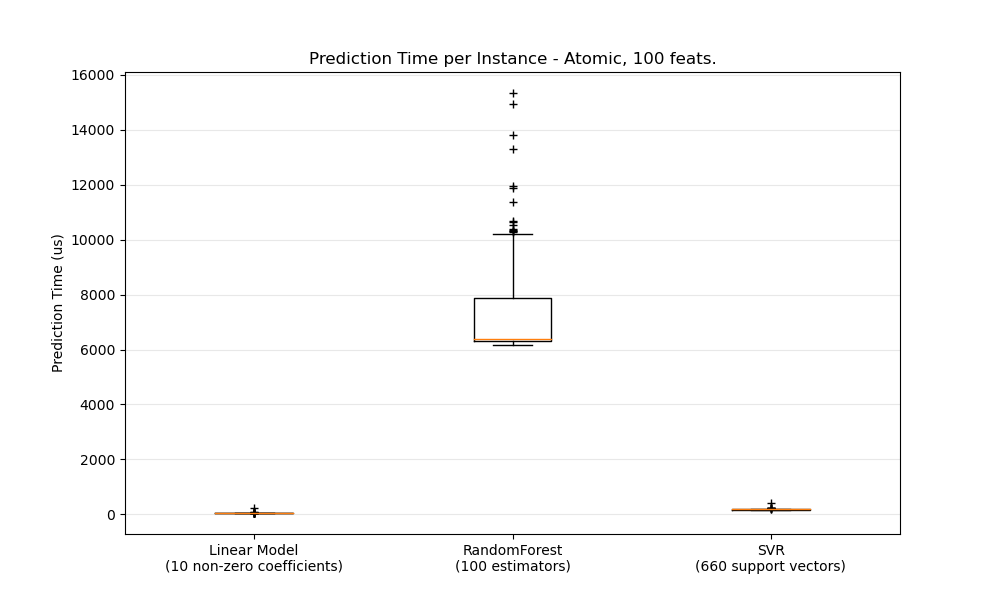 Prediction Time per Instance - Atomic, 100 feats.
16000
14000
12000
10000
8000
6000
4000
2000
0
Prediction Time (us)
Linear Model
(10 non-zero coefficients)
RandomForest
(100 estimators)
SVR
(660 support vectors)